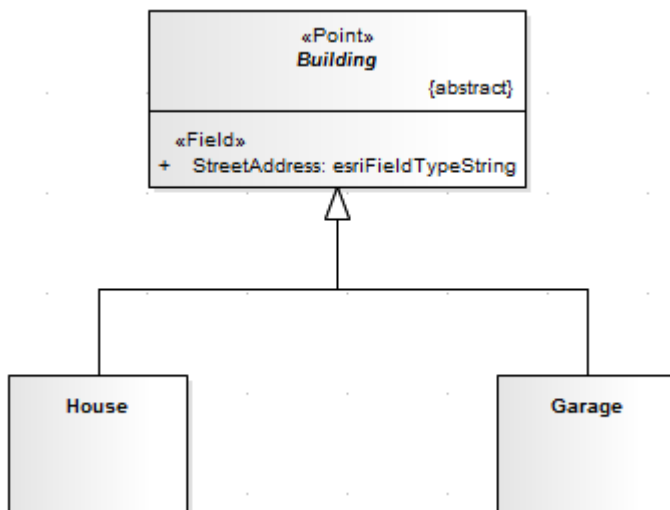 «Point»
Building
{abstract}
«Field»
+ StreetAddress: esriFieldTypeString
House
Garage